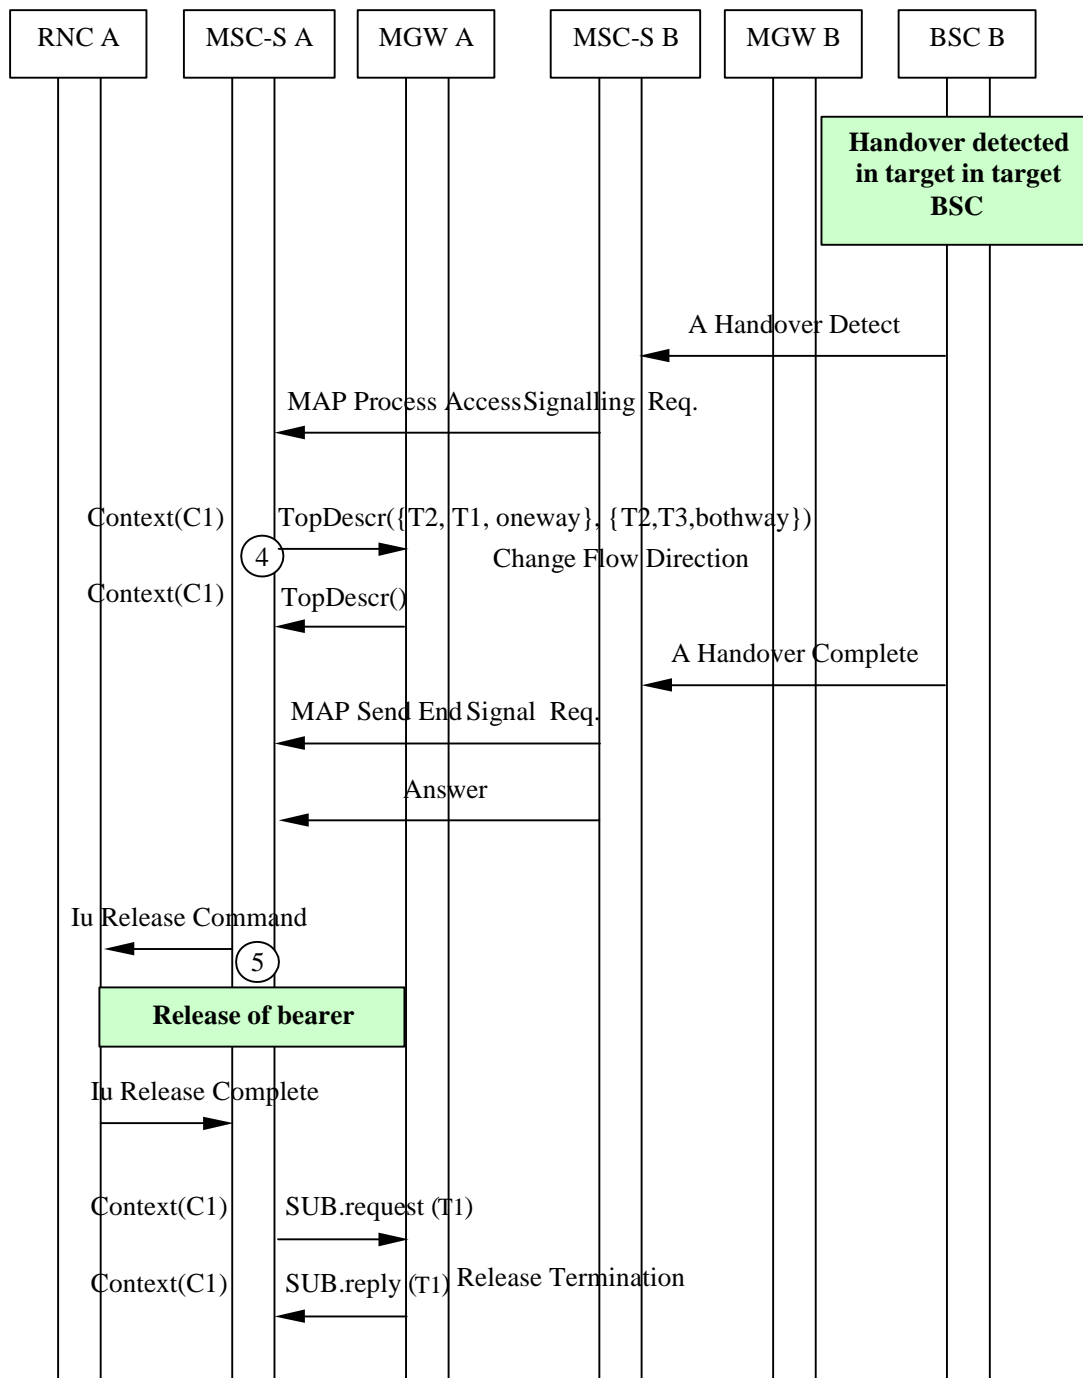 RNC A
MSC-S A
MGW A
MSC-S B
MGW B
BSC B
Handover detected
in target in target
BSC
A Handover Detect
MAP Process Access Signalling Req.
Context(C1)
TopDescr({T2, T1, oneway}, {T2,T3,bothway})
4
Change Flow Direction
Context(C1)
TopDescr()
A Handover Complete
MAP Send End Signal Req.
Answer
Iu Release Command
5
Release of bearer
Iu Release Complete
Context(C1)
SUB.request (T1)
Context(C1)
SUB.reply (T1)
Release Termination